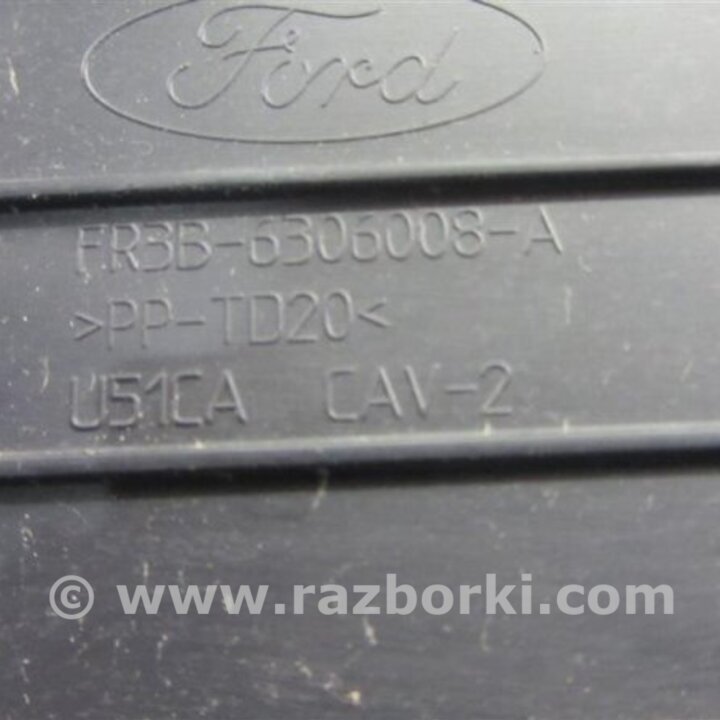 Ford
FR3B-6306008-A
>PP-TD20<
U51CA CAV-2
© www.razborki.com